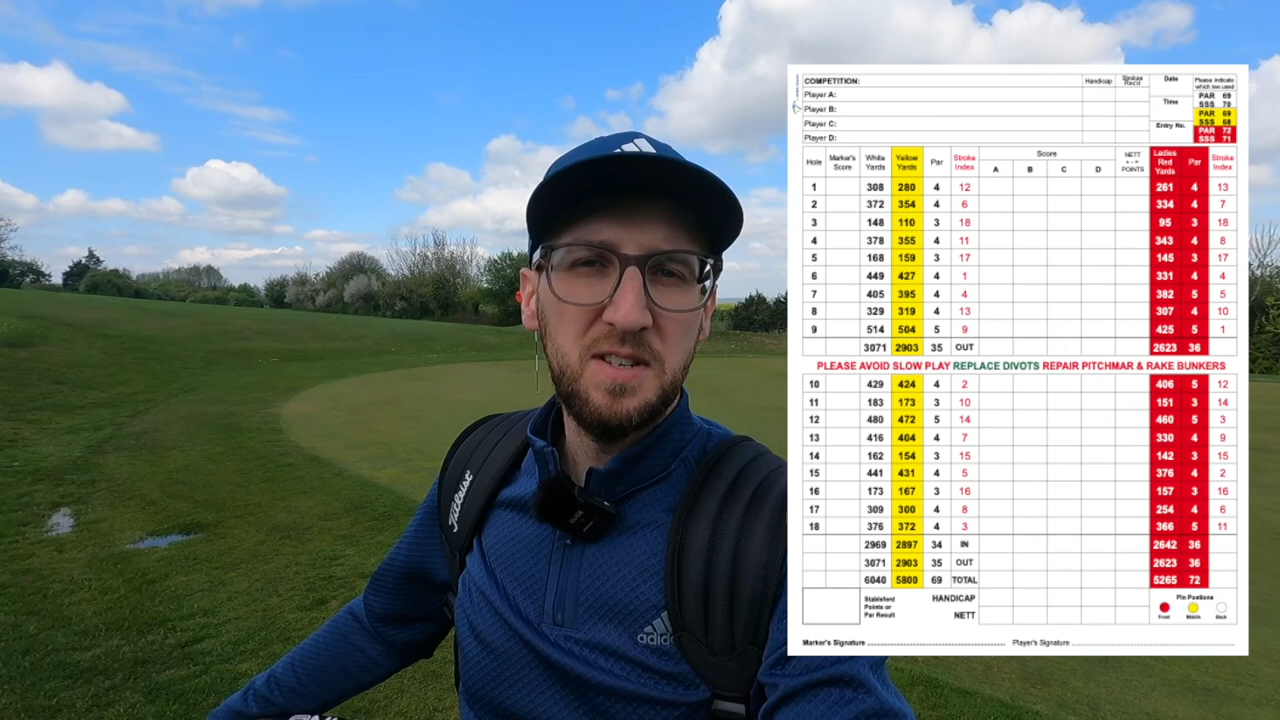 Titleist
adidas
COMPETITION: Handicap Strokes Rec'd Date Please indicate which tee used
Player A: PAR 69
SSS 70
Player B: Time PAR 69
SSS 68
Player C: Entry No. PAR 72
Player D: SSS 71
Hole Marker's Score White Yards Yellow Yards Par Stroke Index Score A B C D NETT + - = POINTS Ladies Red Yards Par Stroke Index
1 308 280 4 12 261 4 13
2 372 354 4 6 334 4 7
3 148 110 3 18 95 3 18
4 378 355 4 11 343 4 8
5 168 159 3 17 145 3 17
6 449 427 4 1 331 4 4
7 405 395 4 4 382 5 5
8 329 319 4 13 307 4 10
9 514 504 5 9 425 5 1
3071 2903 35 OUT 2623 36
PLEASE AVOID SLOW PLAY REPLACE DIVOTS REPAIR PITCHMAR & RAKE BUNKERS
10 429 424 4 2 406 5 12
11 183 173 3 10 151 3 14
12 480 472 5 14 460 5 3
13 416 404 4 7 330 4 9
14 162 154 3 15 142 3 15
15 441 431 4 5 376 4 2
16 173 167 3 16 157 3 16
17 309 300 4 8 254 4 6
18 376 372 4 3 366 5 11
2969 2897 34 IN 2642 36
3071 2903 35 OUT 2623 36
6040 5800 69 TOTAL 5265 72
Stableford Points or Par Result HANDICAP Pin Positions
NETT Front Middle Back
Marker's Signature Player's Signature